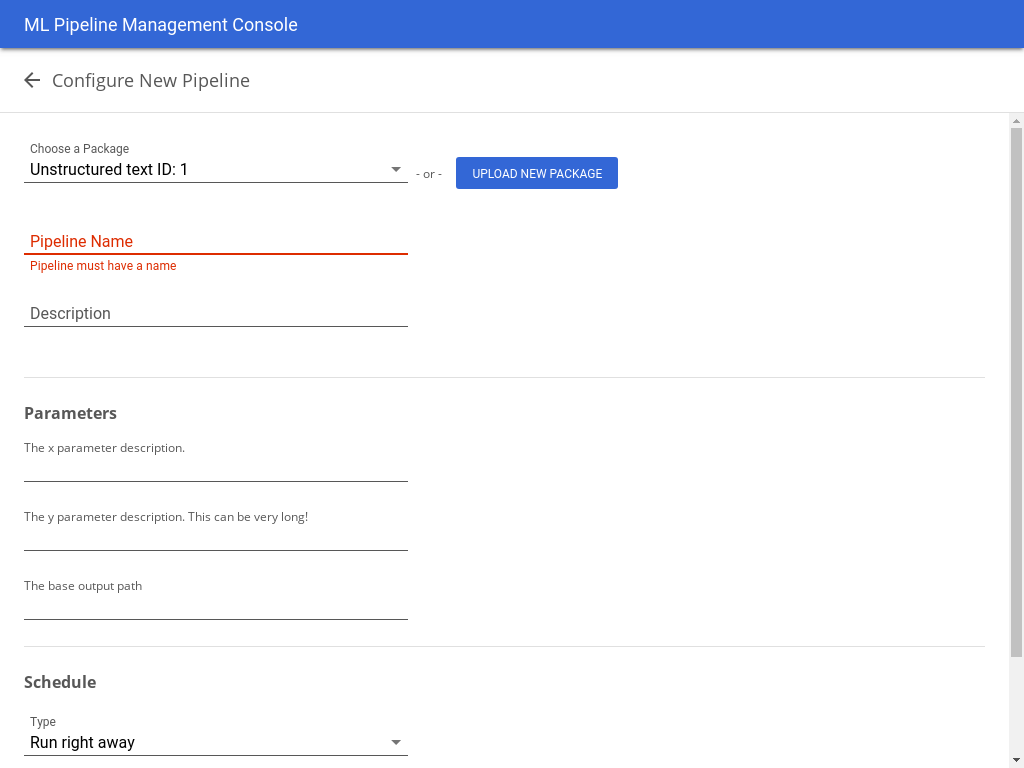 ML Pipeline Management Console
Configure New Pipeline
Choose a Package
Unstructured text ID: 1
- or -
UPLOAD NEW PACKAGE
Pipeline Name
Pipeline must have a name
Description
Parameters
The x parameter description.
The y parameter description. This can be very long!
The base output path
Schedule
Type
Run right away